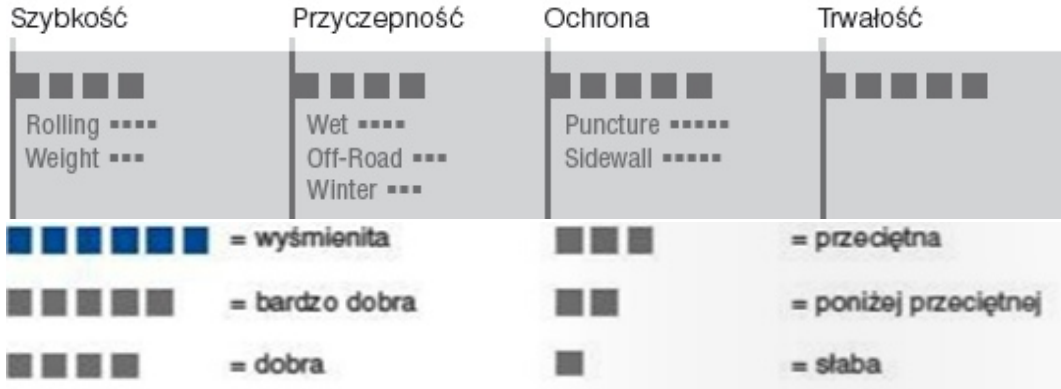 Szybkość Przyczepność Ochrona Trwałość
Rolling Wet Puncture
Weight Off-Road Sidewall
Winter
= wyśmienita = przeciętna
= bardzo dobra = poniżej przeciętnej
= dobra = słaba